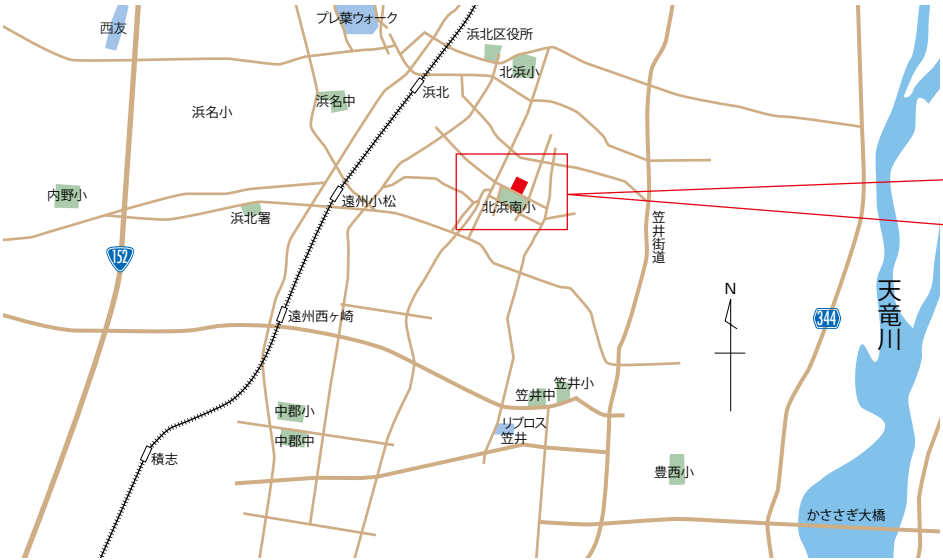 プレ葉ウォーク
西友
浜北区役所
北浜小
浜北
浜名中
浜名小
内野小
遠州小松
北浜南小
浜北署
笠井街道
152
N
天竜川
344
遠州西ヶ崎
笠井小
笠井中
中郡小
リブロス
笠井
中郡中
積志
豊西小
かささぎ大橋